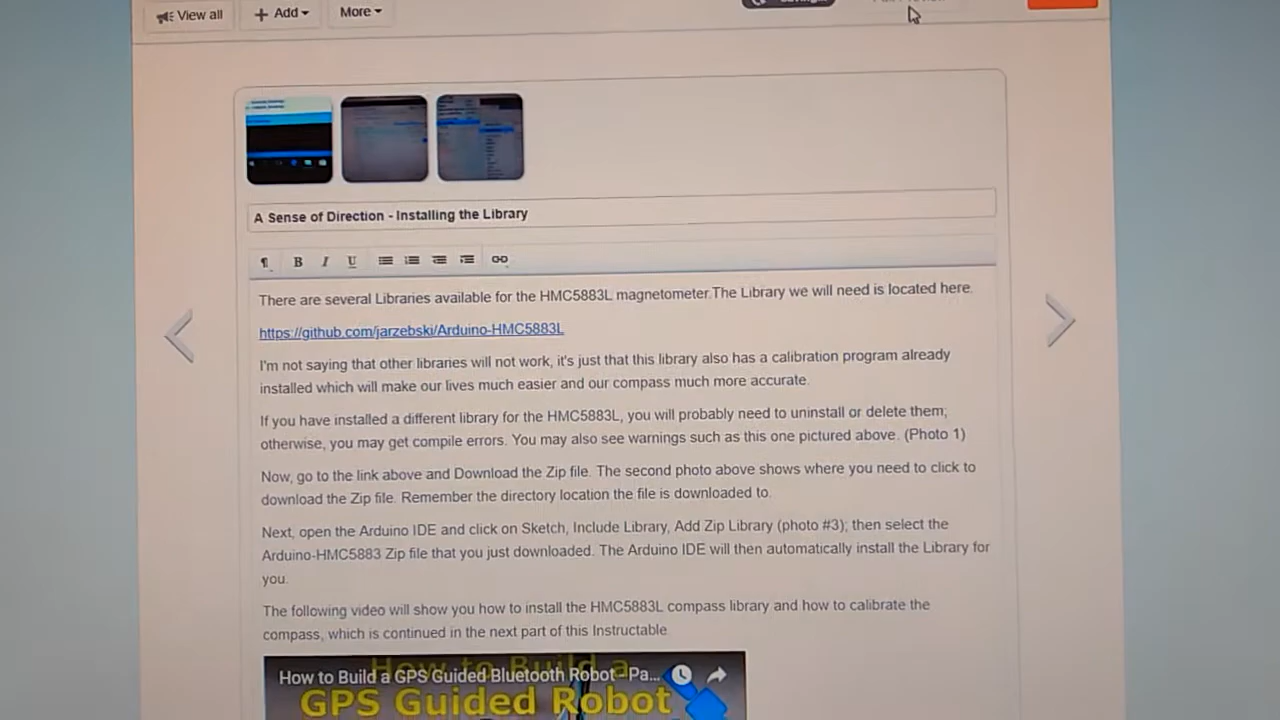 View all
+ Add
More
A Sense of Direction - Installing the Library
B I U
There are several Libraries available for the HMC5883L magnetometer.The Library we will need is located here.
https://github.com/jarzebski/Arduino-HMC5883L
I'm not saying that other libraries will not work, it's just that this library also has a calibration program already
installed which will make our lives much easier and our compass much more accurate.
If you have installed a different library for the HMC5883L, you will probably need to uninstall or delete them;
otherwise, you may get compile errors. You may also see warnings such as this one pictured above. (Photo 1)
Now, go to the link above and Download the Zip file. The second photo above shows where you need to click to
download the Zip file. Remember the directory location the file is downloaded to.
Next, open the Arduino IDE and click on Sketch, Include Library, Add Zip Library (photo #3); then select the
Arduino-HMC5883 Zip file that you just downloaded. The Arduino IDE will then automatically install the Library for
you.
The following video will show you how to install the HMC5883L compass library and how to calibrate the
compass, which is continued in the next part of this Instructable
How to Build a GPS Guided Bluetooth Robot - Pa...
How to Build a
GPS Guided Robot